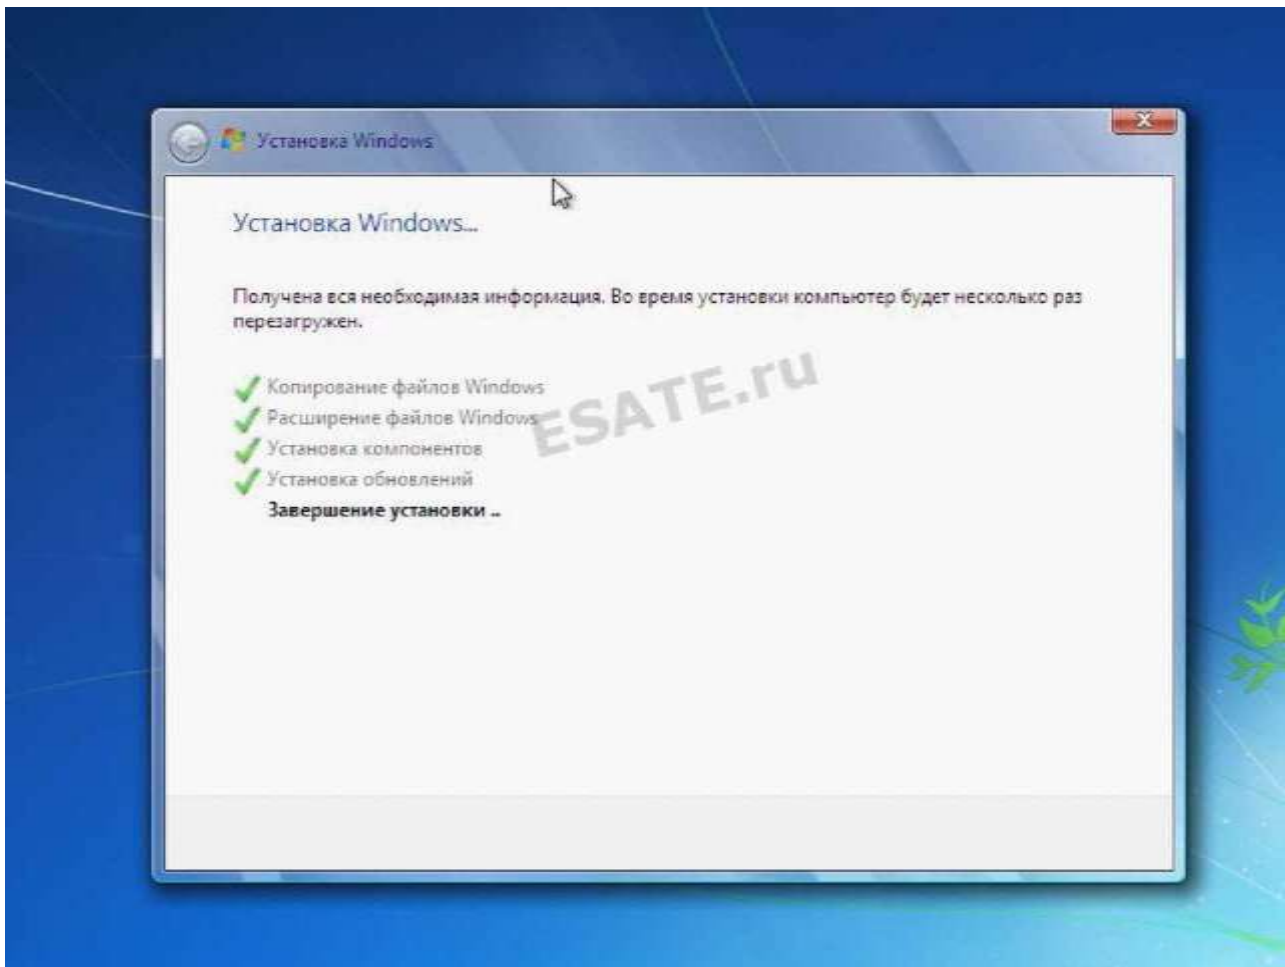 Установка Windows
Установка Windows...
Получена вся необходимая информация. Во время установки компьютер будет несколько раз
перезагружен.
Копирование файлов Windows
Расширение файлов Windows
Установка компонентов
Установка обновлений
Завершение установки ..
ESATE.ru